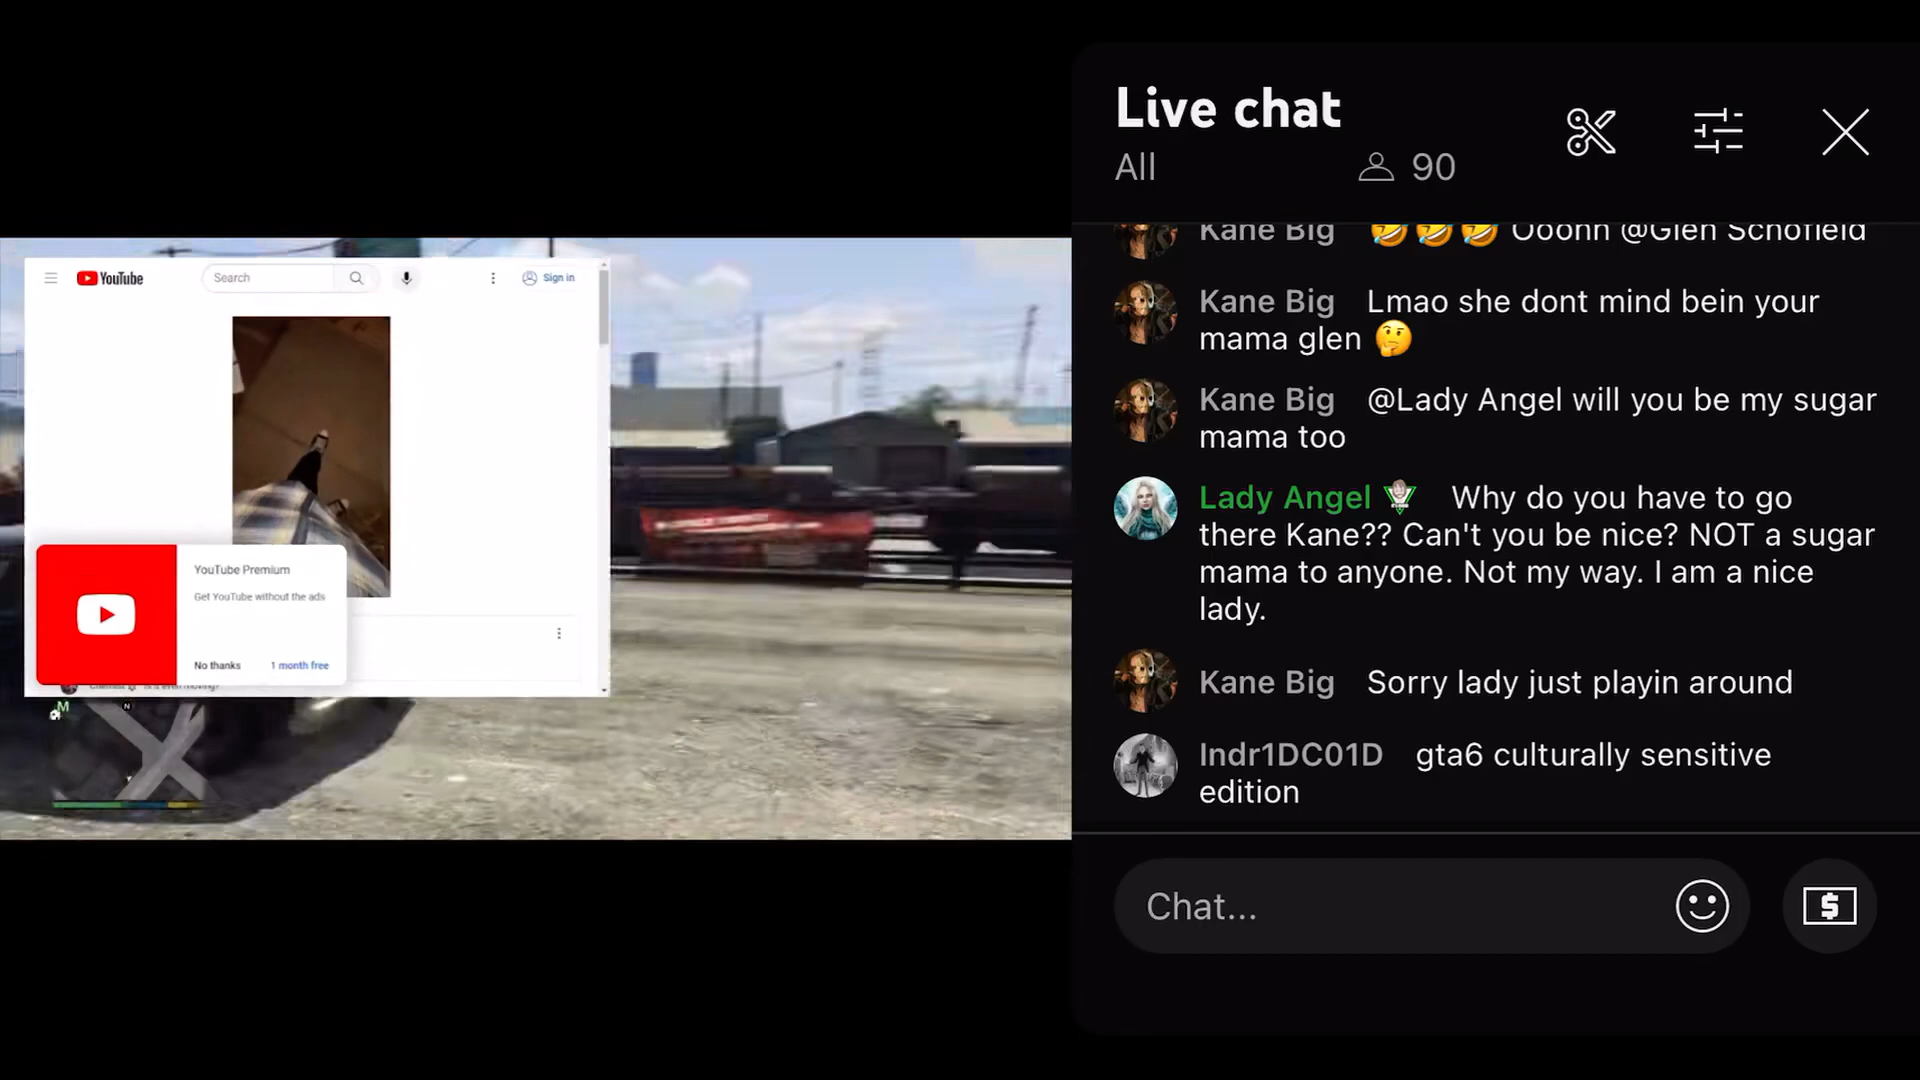 YouTube
Search
Sign in
YouTube Premium
Get YouTube without the ads
No thanks
1 month free
M
N
Live chat
All
90
Kane Big 🤣🤣🤣 Ooohh @Glen Schofield
Kane Big Lmao she dont mind bein your
mama glen 🤔
Kane Big @Lady Angel will you be my sugar
mama too
Lady Angel Why do you have to go
there Kane?? Can't you be nice? NOT a sugar
mama to anyone. Not my way. I am a nice
lady.
Kane Big Sorry lady just playin around
Indr1DC01D gta6 culturally sensitive
edition
Chat...